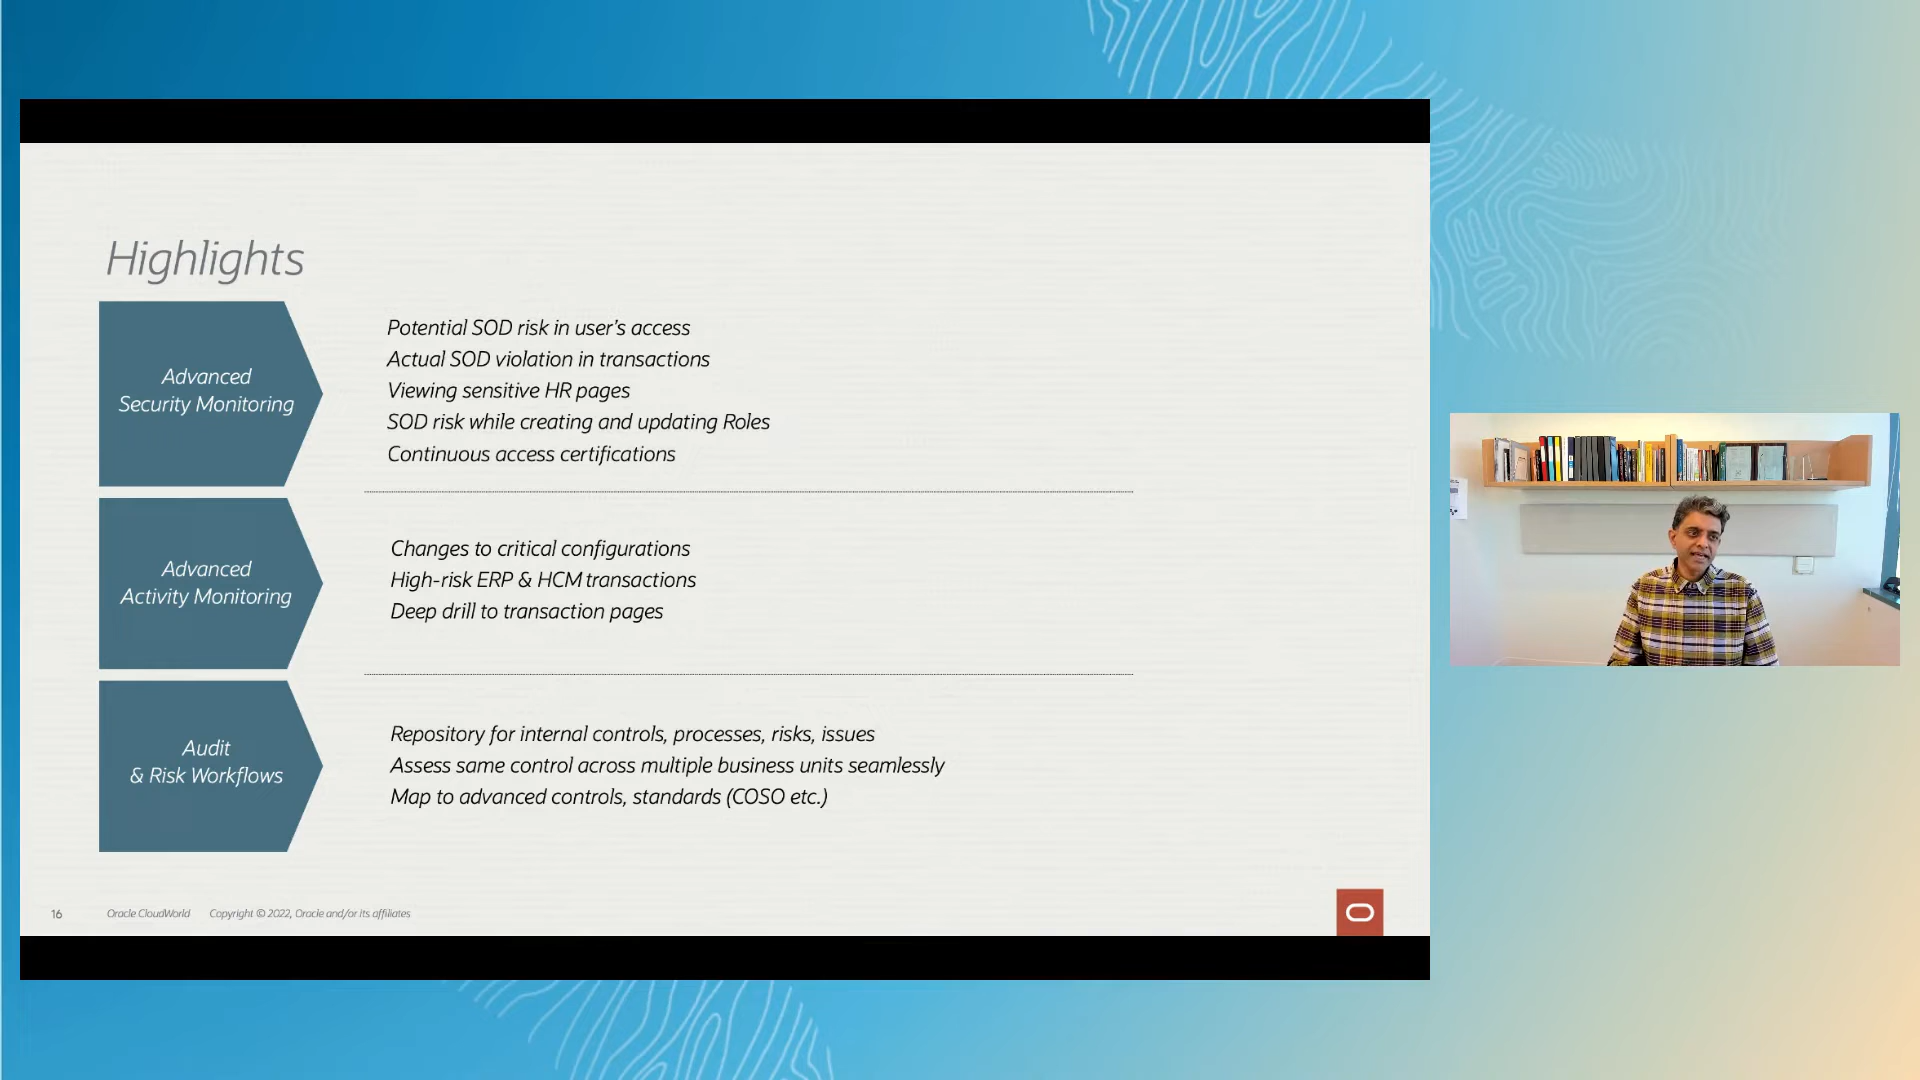 Highlights
Advanced
Security Monitoring
Potential SOD risk in user's access
Actual SOD violation in transactions
Viewing sensitive HR pages
SOD risk while creating and updating Roles
Continuous access certifications
Advanced
Activity Monitoring
Changes to critical configurations
High-risk ERP & HCM transactions
Deep drill to transaction pages
Audit
& Risk Workflows
Repository for internal controls, processes, risks, issues
Assess same control across multiple business units seamlessly
Map to advanced controls, standards (COSO etc.)
16 Oracle CloudWorld Copyright © 2022, Oracle and/or its affiliates